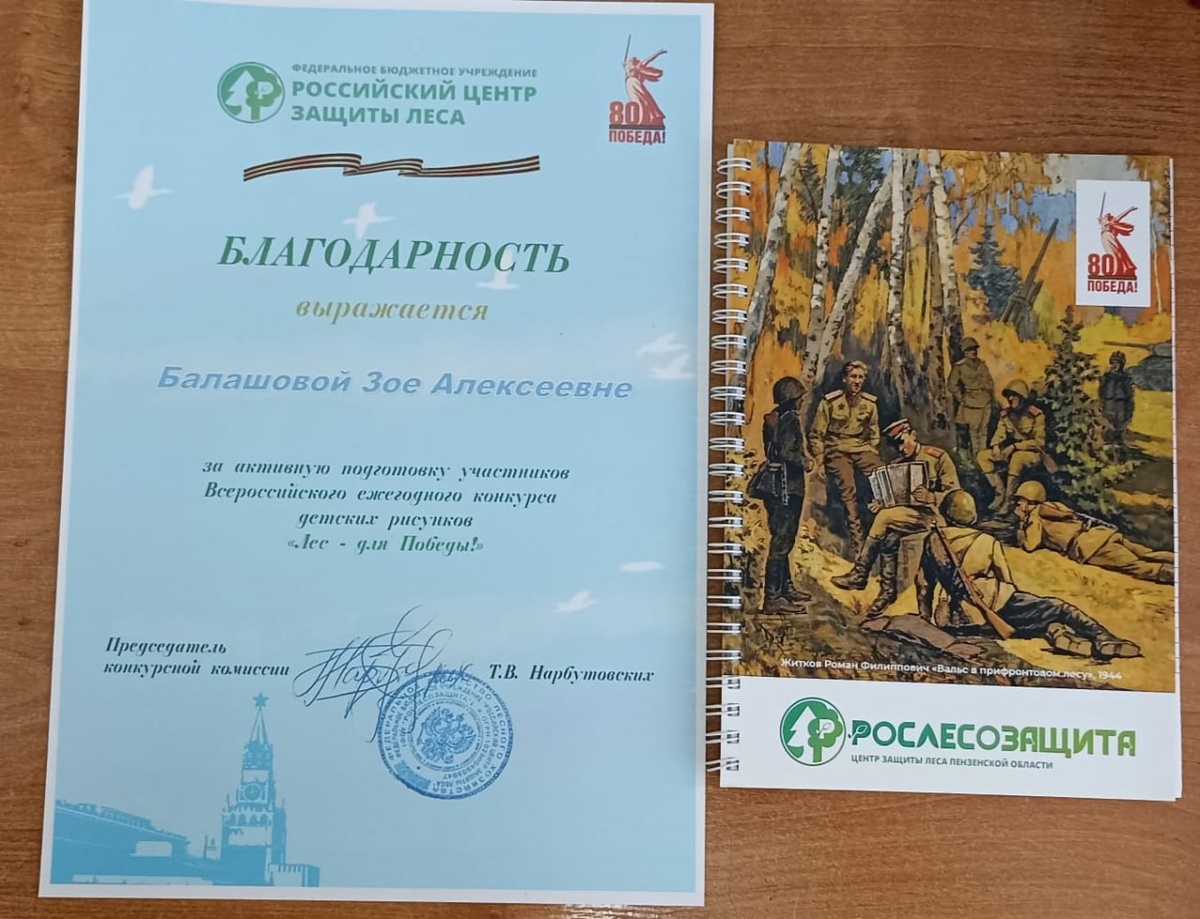 ФЕДЕРАЛЬНОЕ БЮДЖЕТНОЕ УЧРЕЖДЕНИЕ
РОССИЙСКИЙ ЦЕНТР
ЗАЩИТЫ ЛЕСА
80
ПОБЕДА!
БЛАГОДАРНОСТЬ
выражается
Балашовой Зое Алексеевне
за активную подготовку участников
Всероссийского ежегодного конкурса
детских рисунков
«Лес - для Победы!»
Председатель
конкурсной комиссии
Т.В. Нарбутовских
80
ПОБЕДА!
Житков Роман Филиппович «Вальс в прифронтовом лесу», 1944
РОСЛЕСОЗАЩИТА
ЦЕНТР ЗАЩИТЫ ЛЕСА ПЕНЗЕНСКОЙ ОБЛАСТИ